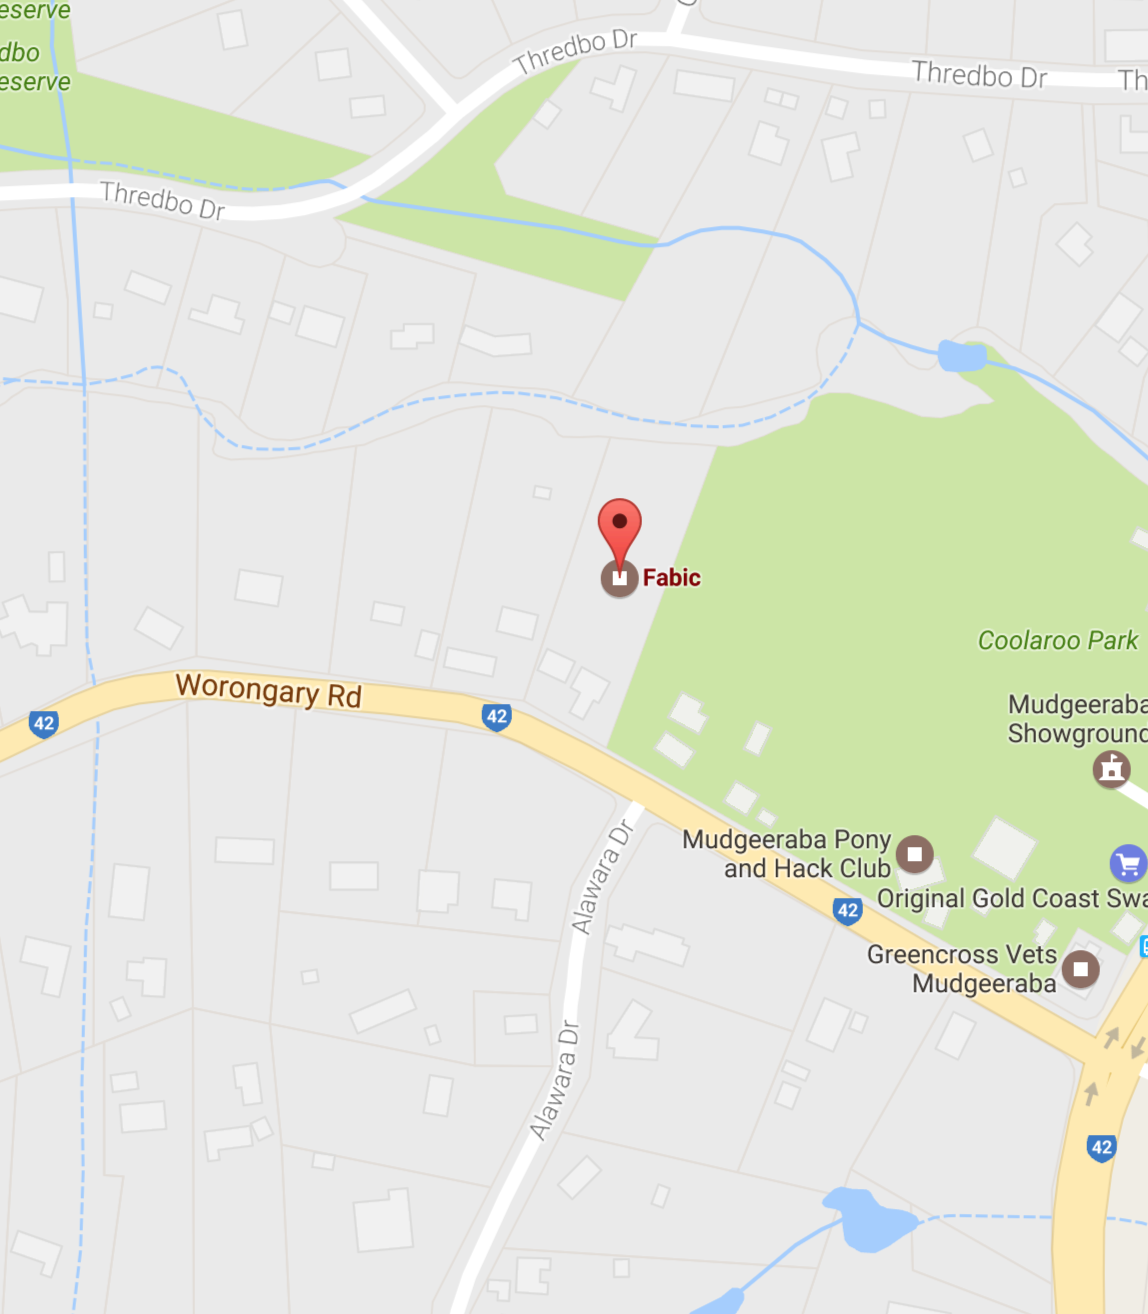 eserve
dbo
eserve
Thredbo Dr
Thredbo Dr
Th
Thredbo Dr
Fabic
Coolaroo Park
Worongary Rd
42
42
Mudgeeraba
Showground
Alawara Dr
Mudgeeraba Pony
and Hack Club
Original Gold Coast Swa
42
Greencross Vets
Mudgeeraba
Alawara Dr
42